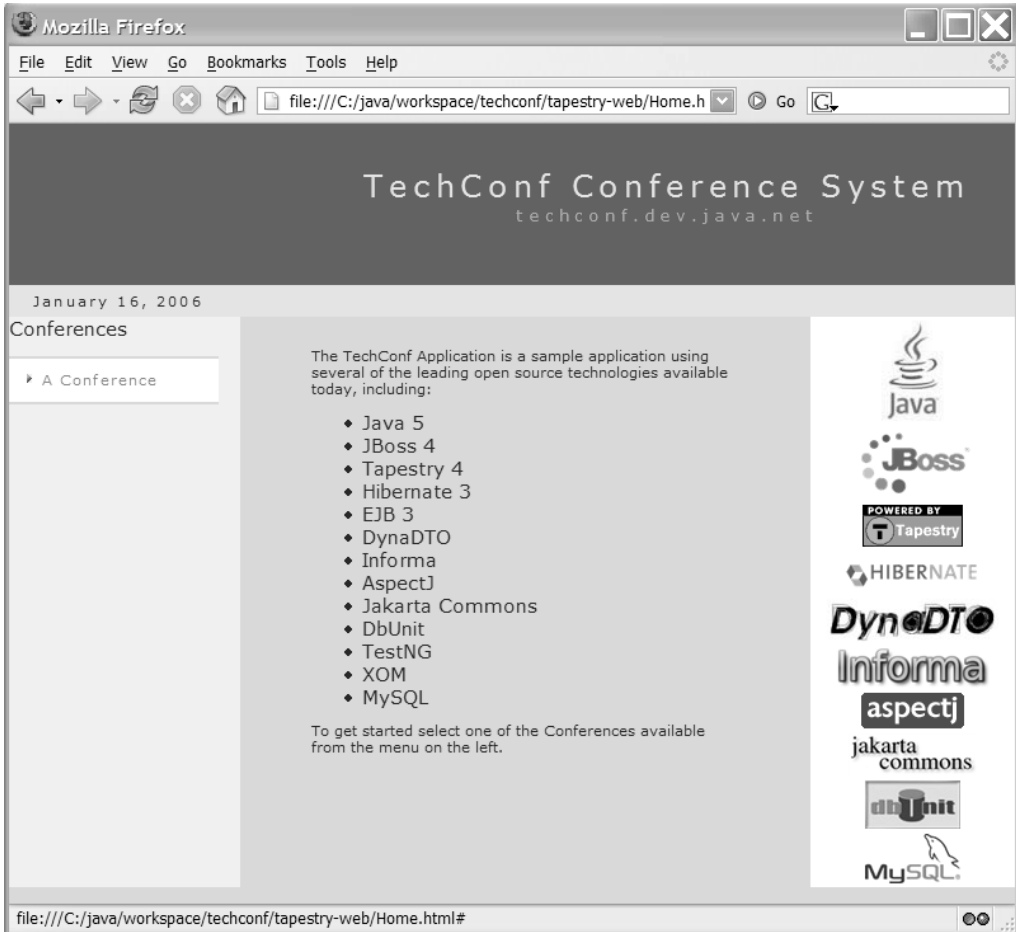 Mozilla Firefox
File Edit View Go Bookmarks Tools Help
file:///C:/java/workspace/techconf/tapestry-web/Home.h Go G
TechConf Conference System
techconf.dev.java.net
January 16, 2006
Conferences
A Conference
The TechConf Application is a sample application using
several of the leading open source technologies available
today, including:
• Java 5
• JBoss 4
• Tapestry 4
• Hibernate 3
• EJB 3
• DynaDTO
• Informa
• AspectJ
• Jakarta Commons
• DbUnit
• TestNG
• XOM
• MySQL
To get started select one of the Conferences available
from the menu on the left.
Java
JBoss
POWERED BY
T Tapestry
HIBERNATE
DynaDTO
Informa
aspectj
jakarta
commons
dbUnit
MySQL
file:///C:/java/workspace/techconf/tapestry-web/Home.html#